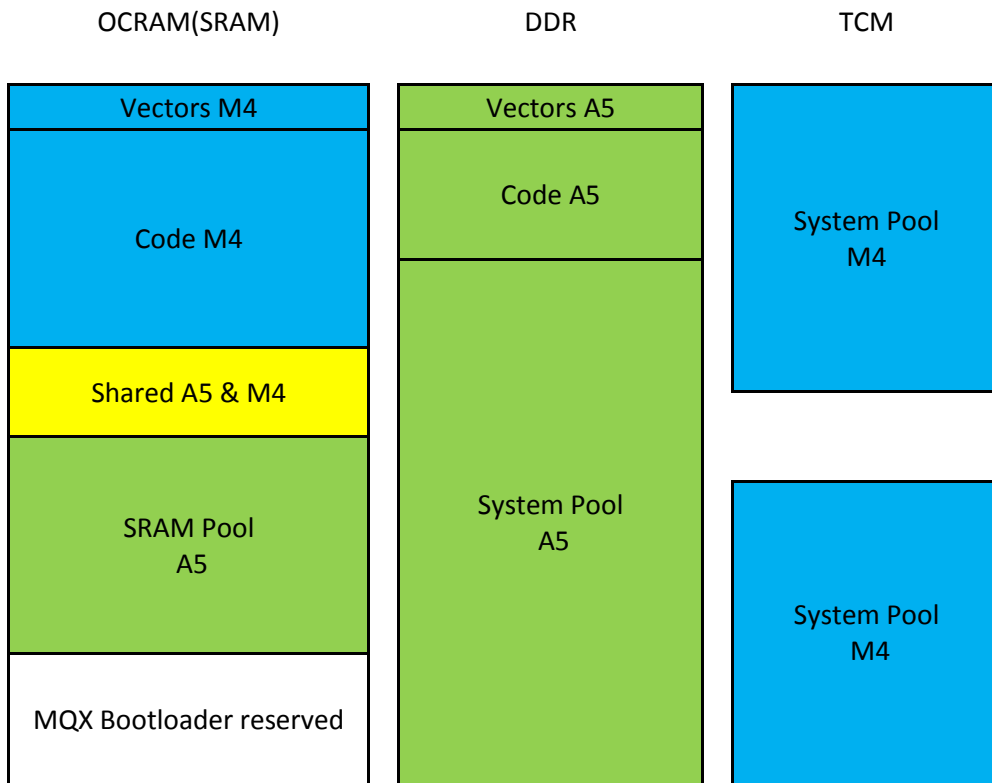 OCRAM(SRAM)
Vectors M4
Code M4
Shared A5 & M4
SRAM Pool
A5
MQX Bootloader reserved
DDR
Vectors A5
Code A5
System Pool
A5
TCM
System Pool
M4
System Pool
M4